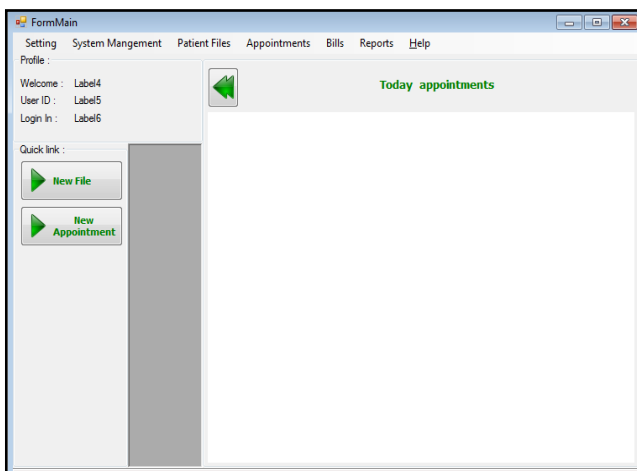 FormMain
Setting System Mangement Patient Files Appointments Bills Reports Help
Profile :
Welcome : Label4
User ID : Label5
Login In : Label6
Today appointments
Quick link :
New File
New
Appointment